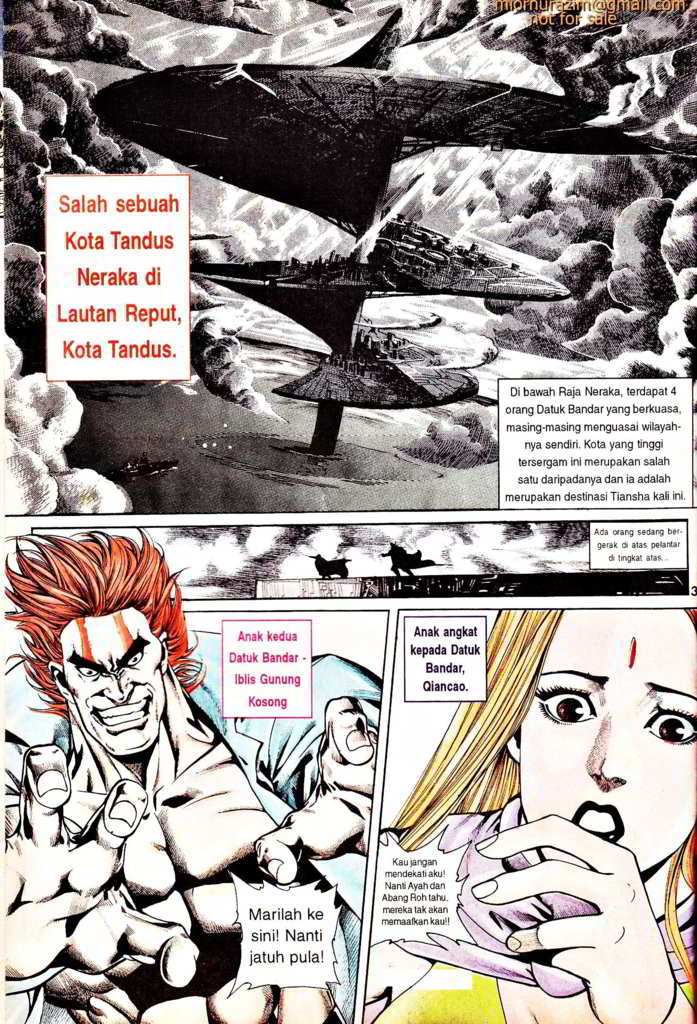 miornurazim@gmail.com
not for sale
Salah sebuah
Kota Tandus
Neraka di
Lautan Reput,
Kota Tandus.
Di bawah Raja Neraka, terdapat 4
orang Datuk Bandar yang berkuasa,
masing-masing menguasai wilayah-
nya sendiri. Kota yang tinggi
tersergam ini merupakan salah
satu daripadanya dan ia adalah
merupakan destinasi Tiansha kali ini.
Ada orang sedang ber-
gerak di atas pelantar
di tingkat atas...
3
Anak kedua
Datuk Bandar -
Iblis Gunung
Kosong
Anak angkat
kepada Datuk
Bandar,
Qiancao.
Marilah ke
sini! Nanti
jatuh pula!
Kau jangan
mendekati aku!
Nanti Ayah dan
Abang Roh tahu,
mereka tak akan
memaafkan kau!!